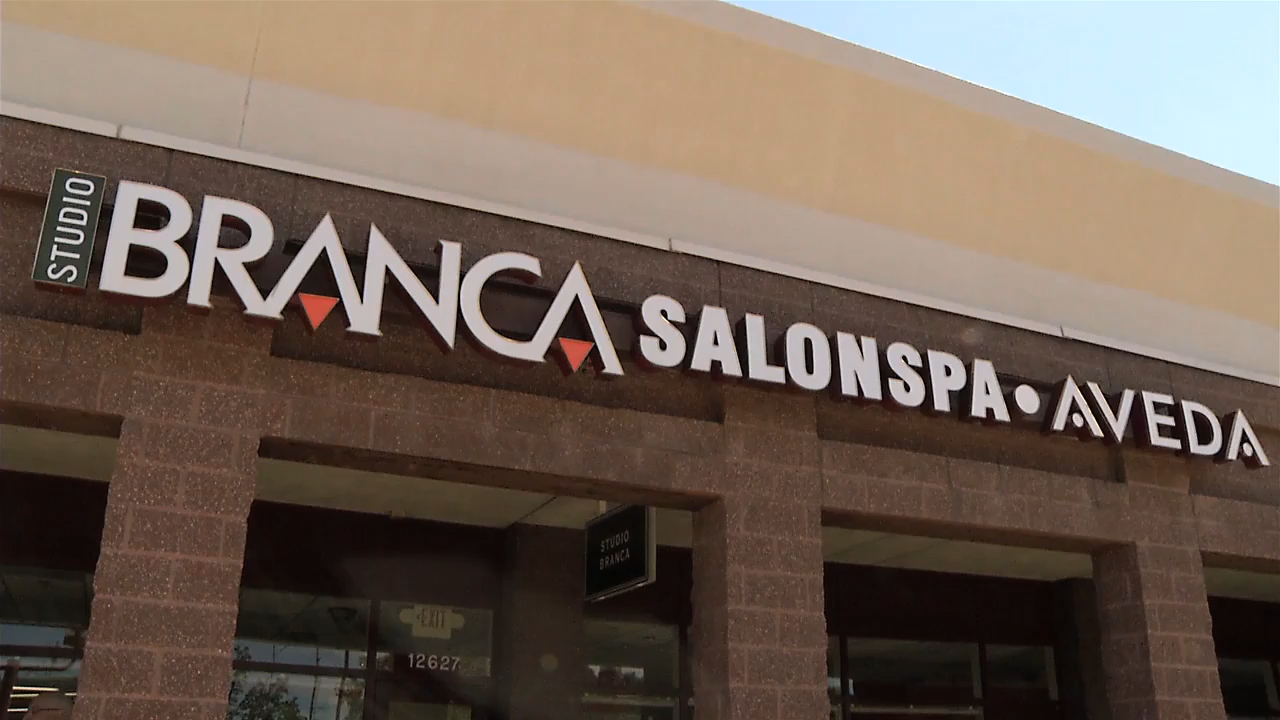 STUDIO
BRANCA SALONSPA • AVEDA
STUDIO
BRANCA
EXIT
12627